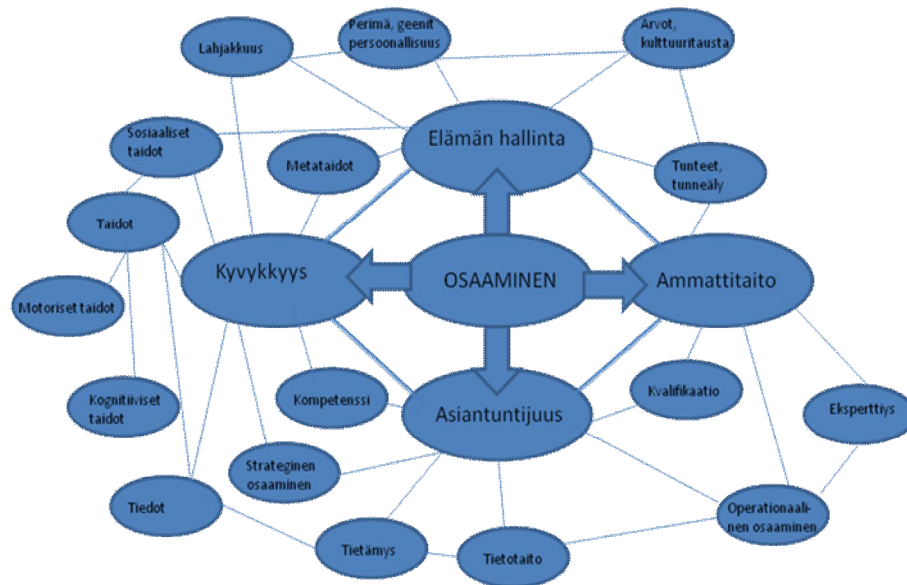 Perimä, geenit
persoonallisuus
Arvot,
kulttuuritausta
Lahjakkuus
Sosiaaliset
taidot
Elämän hallinta
Metataidot
Tunteet,
tunneäly
Taidot
Kyvykkyys
OSAAMINEN
Ammattitaito
Motoriset taidot
Kognitiiviset
taidot
Kompetenssi
Asiantuntijuus
Kvalifikaatio
Eksperttiys
Strateginen
osaaminen
Tiedot
Operationaali-
nen osaaminen
Tietämys
Tietotaito